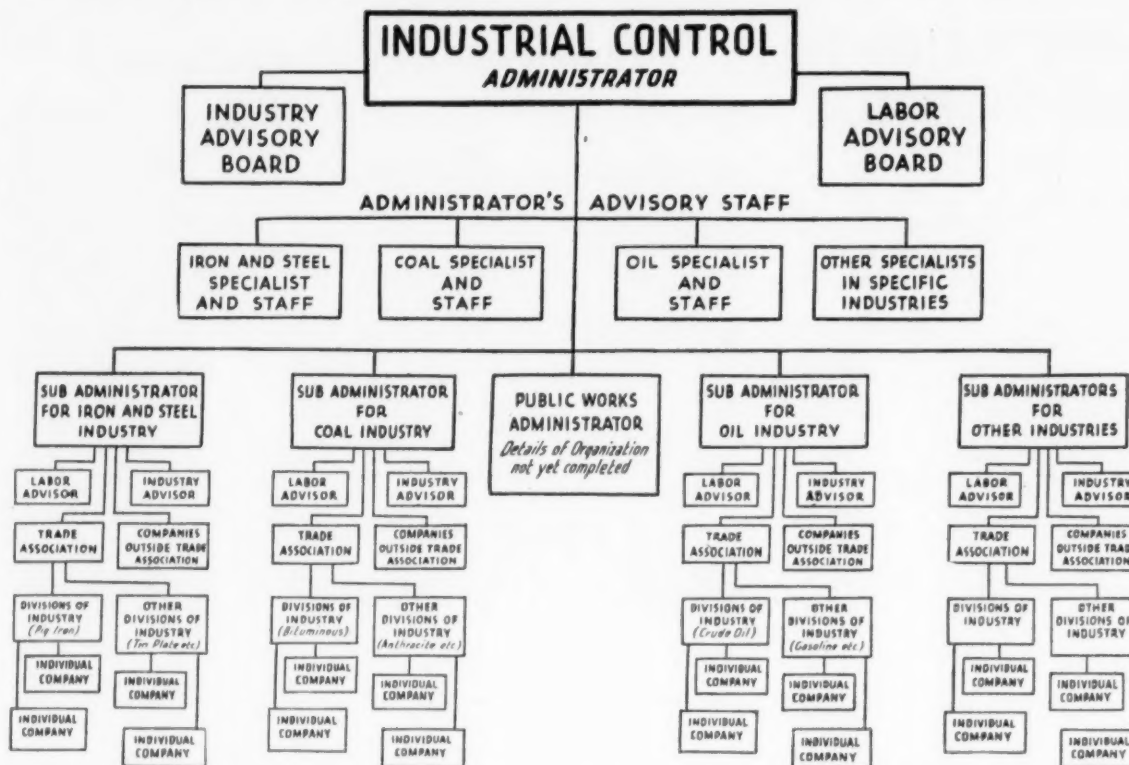 INDUSTRIAL CONTROL
ADMINISTRATOR
INDUSTRY
ADVISORY
BOARD
LABOR
ADVISORY
BOARD
ADMINISTRATOR'S ADVISORY STAFF
IRON AND STEEL
SPECIALIST
AND STAFF
COAL SPECIALIST
AND
STAFF
OIL SPECIALIST
AND
STAFF
OTHER SPECIALISTS
IN SPECIFIC
INDUSTRIES
SUB ADMINISTRATOR
FOR IRON AND STEEL
INDUSTRY
SUB ADMINISTRATOR
FOR
COAL INDUSTRY
PUBLIC WORKS
ADMINISTRATOR
Details of Organization
not yet completed
SUB ADMINISTRATOR
FOR
OIL INDUSTRY
SUB ADMINISTRATORS
FOR
OTHER INDUSTRIES
LABOR
ADVISOR
INDUSTRY
ADVISOR
TRADE
ASSOCIATION
COMPANIES
OUTSIDE TRADE
ASSOCIATION
DIVISIONS OF
INDUSTRY
(Pig Iron)
OTHER
DIVISIONS OF
INDUSTRY
(Tin Plate etc)
INDIVIDUAL
COMPANY
INDIVIDUAL
COMPANY
INDIVIDUAL
COMPANY
INDIVIDUAL
COMPANY
LABOR
ADVISOR
INDUSTRY
ADVISOR
TRADE
ASSOCIATION
COMPANIES
OUTSIDE TRADE
ASSOCIATION
DIVISIONS OF
INDUSTRY
(Bituminous)
OTHER
DIVISIONS OF
INDUSTRY
(Anthracite etc)
INDIVIDUAL
COMPANY
INDIVIDUAL
COMPANY
INDIVIDUAL
COMPANY
INDIVIDUAL
COMPANY
LABOR
ADVISOR
INDUSTRY
ADVISOR
TRADE
ASSOCIATION
COMPANIES
OUTSIDE TRADE
ASSOCIATION
DIVISIONS OF
INDUSTRY
(Crude Oil)
OTHER
DIVISIONS OF
INDUSTRY
(Gasoline etc)
INDIVIDUAL
COMPANY
INDIVIDUAL
COMPANY
INDIVIDUAL
COMPANY
INDIVIDUAL
COMPANY
LABOR
ADVISOR
INDUSTRY
ADVISOR
TRADE
ASSOCIATION
COMPANIES
OUTSIDE TRADE
ASSOCIATION
DIVISIONS OF
INDUSTRY
OTHER
DIVISIONS OF
INDUSTRY
INDIVIDUAL
COMPANY
INDIVIDUAL
COMPANY
INDIVIDUAL
COMPANY
INDIVIDUAL
COMPANY